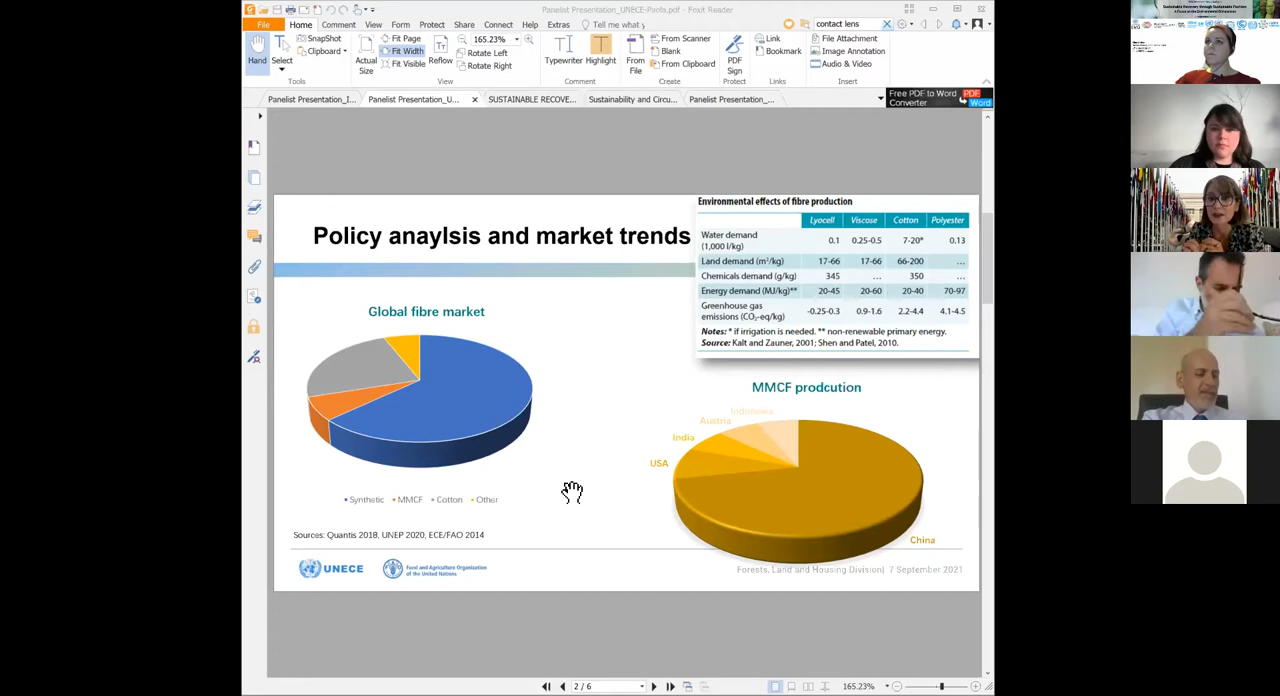 Panelist Presentation_UNECE-Pirofs.pdf - Foxit Reader
File Home Comment View Form Protect Share Connect Help Extras Tell me what y contact lens
SnapShot
Clipboard
Hand Select
Tools
Actual Size
Fit Page
Fit Width
Fit Visible
Reflow
165.23%
Rotate Left
Rotate Right
View
Typewriter Highlight
Comment
From File
From Scanner
Blank
From Clipboard
Create
PDF Sign
Protect
Link
Bookmark
Links
File Attachment
Image Annotation
Audio & Video
Insert
Panelist Presentation_I... Panelist Presentation_U... SUSTAINABLE RECOVE... Sustainability and Circu... Panelist Presentation_...
Free PDF to Word Converter PDF Word
Policy anaylsis and market trends
Environmental effects of fibre production
Lyocell Viscose Cotton Polyester
Water demand (1,000 l/kg) 0.1 0.25-0.5 7-20* 0.13
Land demand (m²/kg) 17-66 17-66 66-200 ...
Chemicals demand (g/kg) 345 ... 350 ...
Energy demand (MJ/kg)** 20-45 20-60 20-40 70-97
Greenhouse gas emissions (CO₂-eq/kg) -0.25-0.3 0.9-1.6 2.2-4.4 4.1-4.5
Notes: * if irrigation is needed. ** non-renewable primary energy.
Source: Kalt and Zauner, 2001; Shen and Patel, 2010.
Global fibre market
Synthetic MMCF Cotton Other
MMCF prodcution
Indonesia
Austria
India
USA
China
Sources: Quantis 2018, UNEP 2020, ECE/FAO 2014
UNECE
Food and Agriculture Organization of the United Nations
Forests, Land and Housing Division| 7 September 2021
2 / 6
165.23%